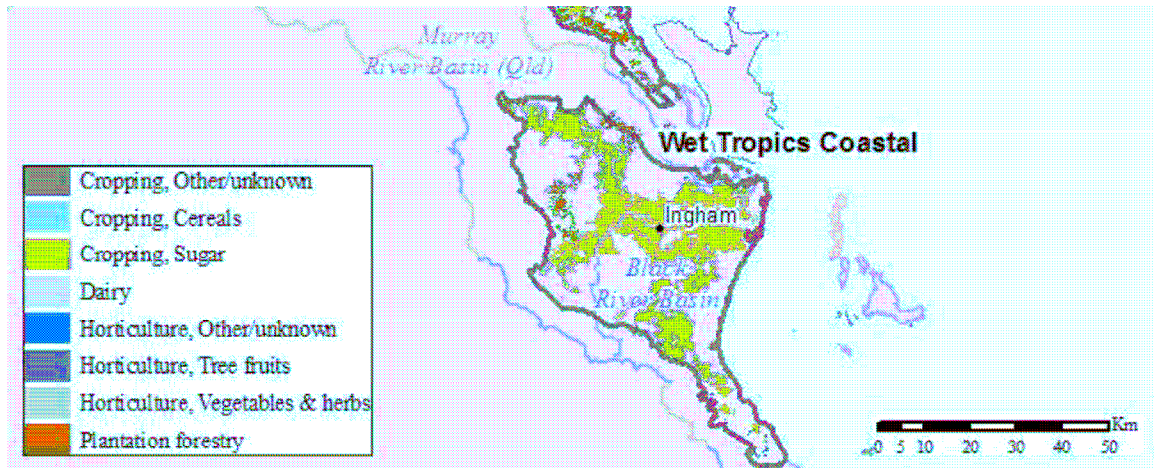 Murray
River Basin (Qld)
Wet Tropics Coastal
Ingham
Black
River Basin
Cropping, Other/unknown
Cropping, Cereals
Cropping, Sugar
Dairy
Horticulture, Other/unknown
Horticulture, Tree fruits
Horticulture, Vegetables & herbs
Plantation forestry
Km
0 5 10 20 30 40 50